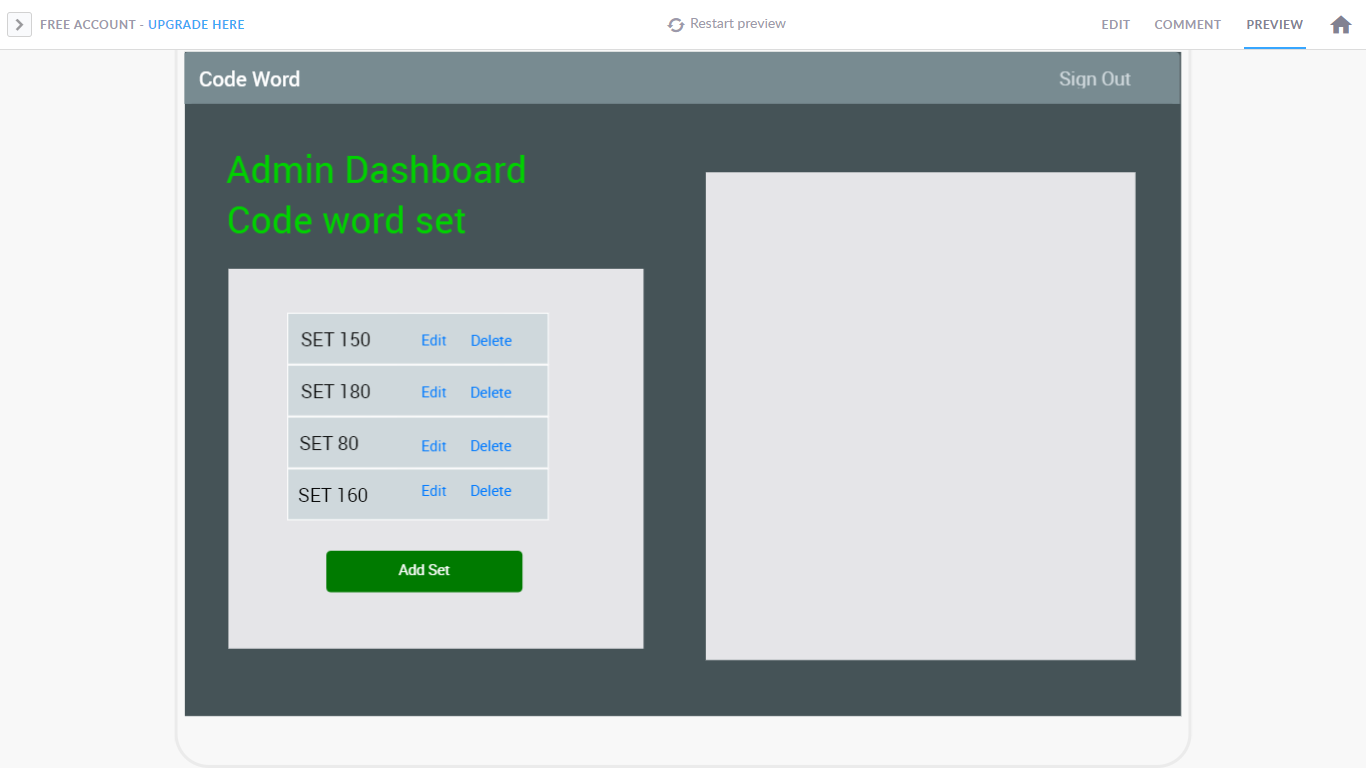 FREE ACCOUNT - UPGRADE HERE
Restart preview
EDIT
COMMENT
PREVIEW
Code Word
Sign Out
Admin Dashboard
Code word set
SET 150 Edit Delete
SET 180 Edit Delete
SET 80 Edit Delete
SET 160 Edit Delete
Add Set